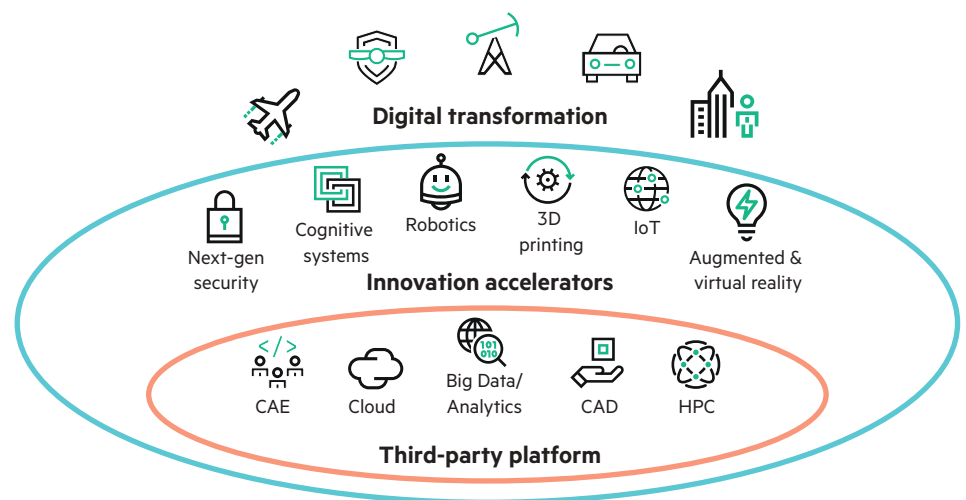 Digital transformation
Next-gen
security
Cognitive
systems
Robotics
3D
printing
IoT
Augmented &
virtual reality
Innovation accelerators
</>
CAE
Cloud
101
010
Big Data/
Analytics
CAD
HPC
Third-party platform